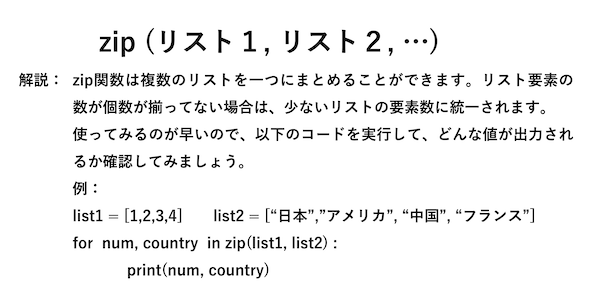 zip (リスト１, リスト２, …)
解説： zip関数は複数のリストを一つにまとめることができます。リスト要素の
数が個数が揃ってない場合は、少ないリストの要素数に統一されます。
使ってみるのが早いので、以下のコードを実行して、どんな値が出力され
るか確認してみましょう。
例：
list1 = [1,2,3,4] list2 = [“日本”,”アメリカ”, “中国”, “フランス”]
for num, country in zip(list1, list2) :
print(num, country)